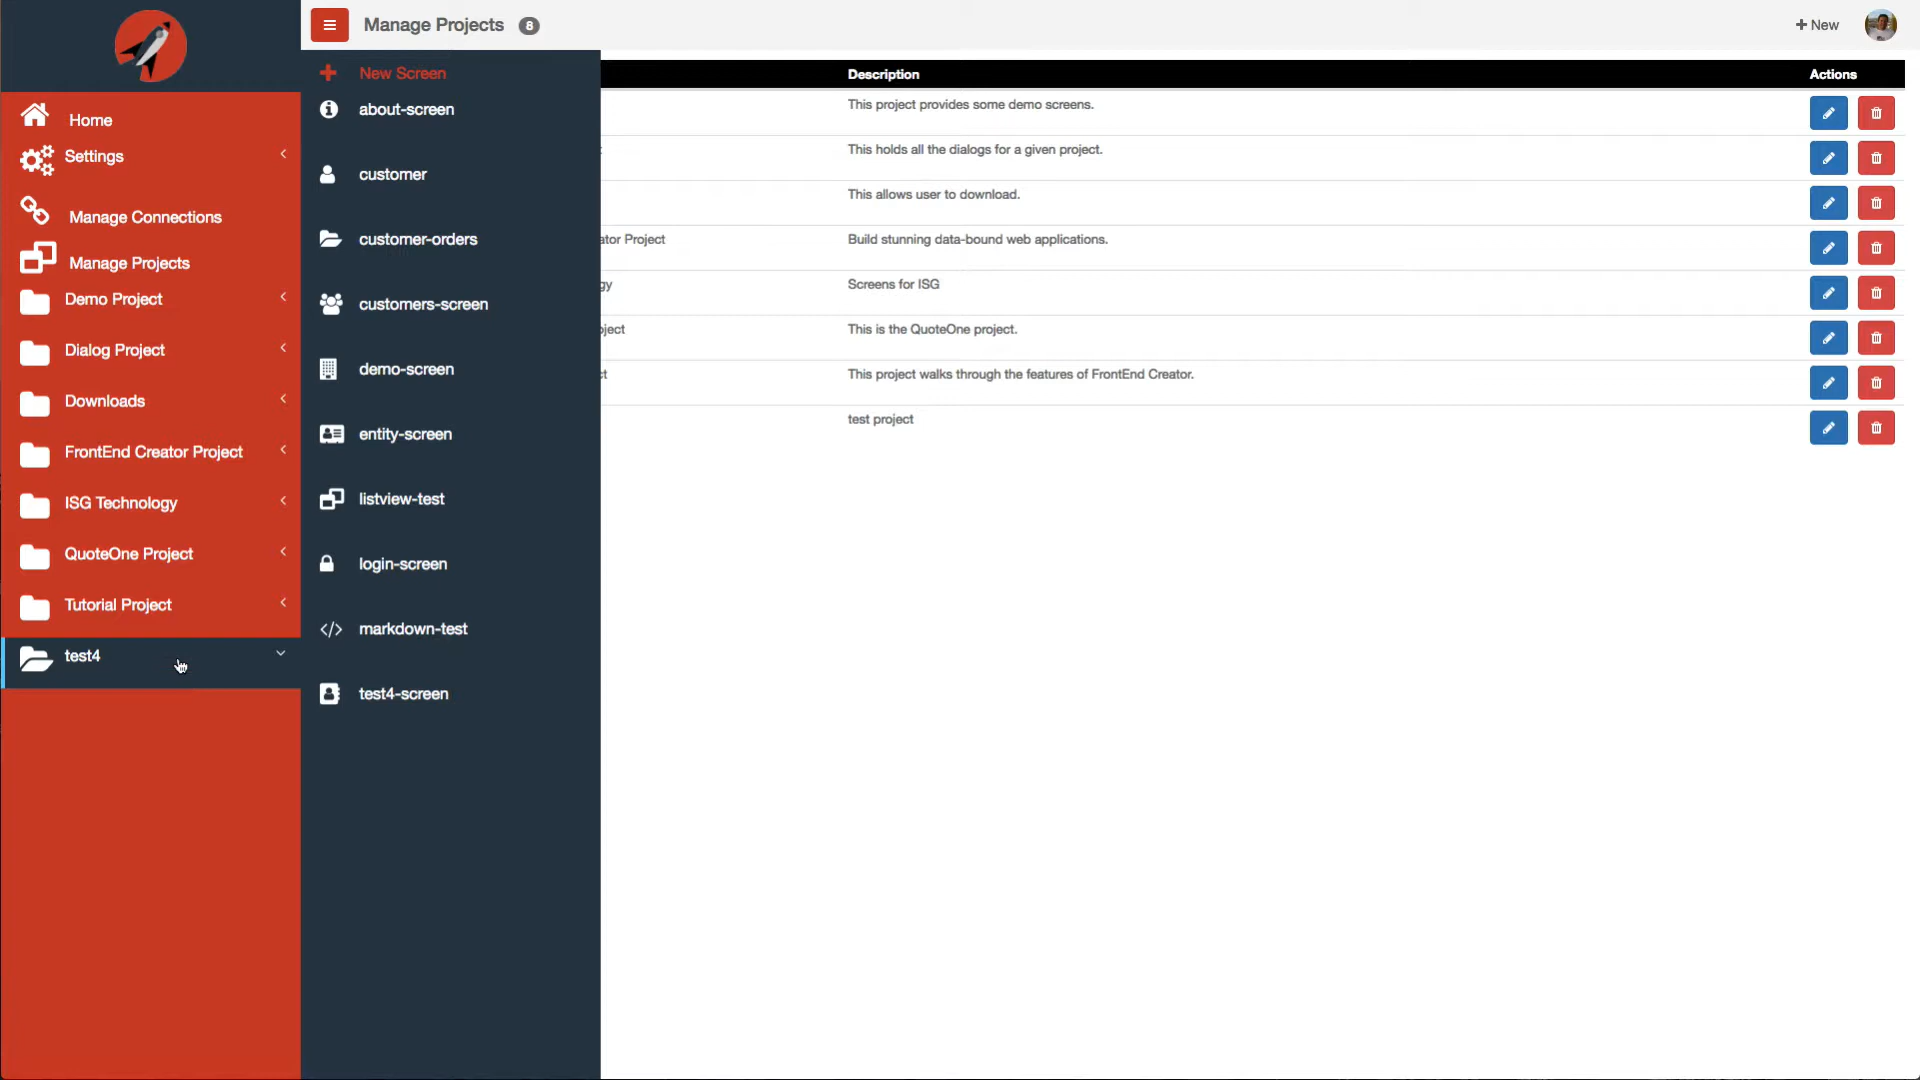 Home
Settings
Manage Connections
Manage Projects
Demo Project
Dialog Project
Downloads
FrontEnd Creator Project
ISG Technology
QuoteOne Project
Tutorial Project
test4
Manage Projects 8
+ New
New Screen
about-screen
customer
customer-orders
customers-screen
demo-screen
entity-screen
listview-test
login-screen
markdown-test
test4-screen
Description Actions
This project provides some demo screens.
This holds all the dialogs for a given project.
This allows user to download.
ator Project Build stunning data-bound web applications.
gy Screens for ISG
oject This is the QuoteOne project.
ct This project walks through the features of FrontEnd Creator.
test project